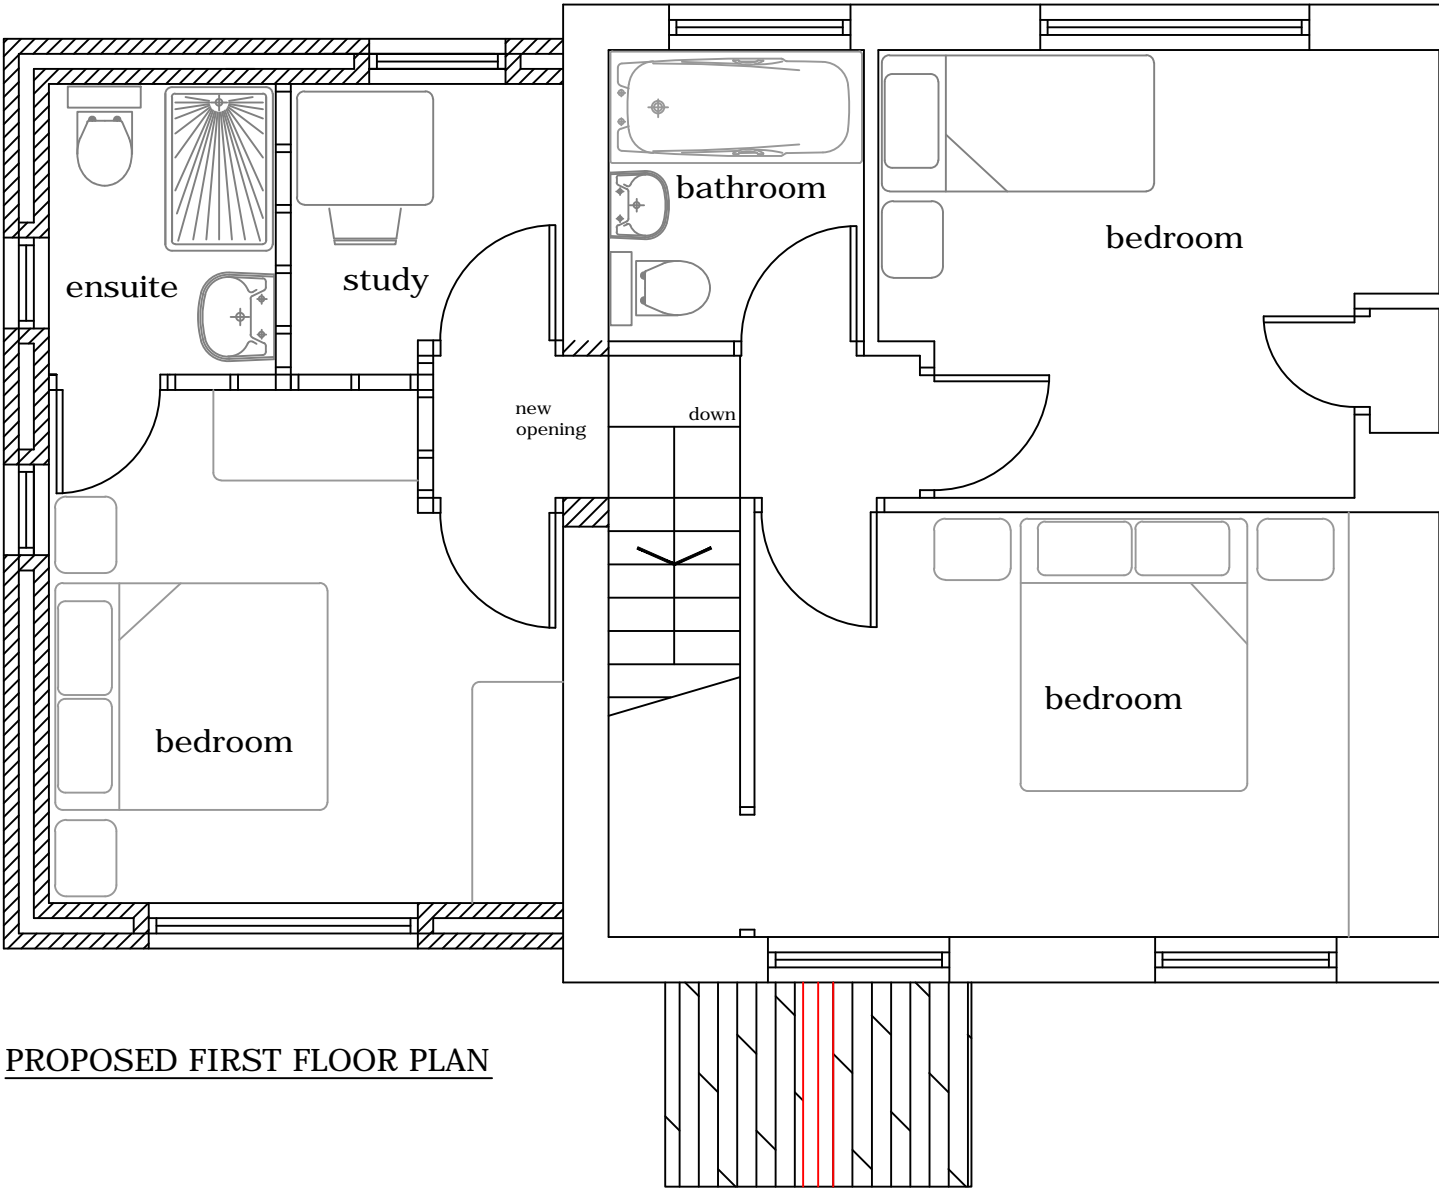 bathroom
bedroom
ensuite
study
new
opening
down
bedroom
bedroom
PROPOSED FIRST FLOOR PLAN